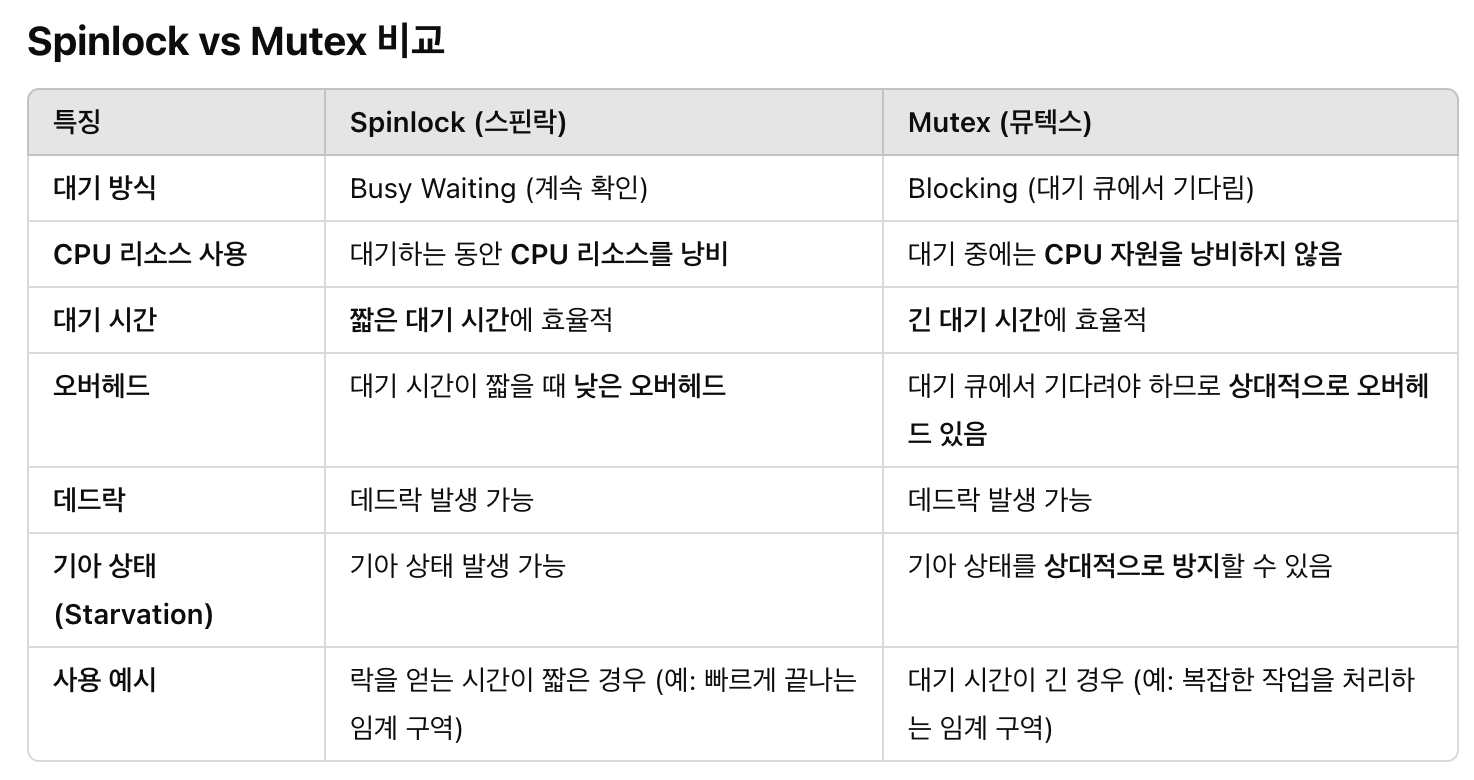 Spinlock vs Mutex 비교
특징
Spinlock (스핀락)
Mutex (뮤텍스)
대기 방식
Busy Waiting (계속 확인)
Blocking (대기 큐에서 기다림)
CPU 리소스 사용
대기하는 동안 CPU 리소스를 낭비
대기 중에는 CPU 자원을 낭비하지 않음
대기 시간
짧은 대기 시간에 효율적
긴 대기 시간에 효율적
오버헤드
대기 시간이 짧을 때 낮은 오버헤드
대기 큐에서 기다려야 하므로 상대적으로 오버헤
드 있음
데드락
데드락 발생 가능
데드락 발생 가능
기아 상태
(Starvation)
기아 상태 발생 가능
기아 상태를 상대적으로 방지할 수 있음
사용 예시
락을 얻는 시간이 짧은 경우 (예: 빠르게 끝나는
임계 구역)
대기 시간이 긴 경우 (예: 복잡한 작업을 처리하
는 임계 구역)